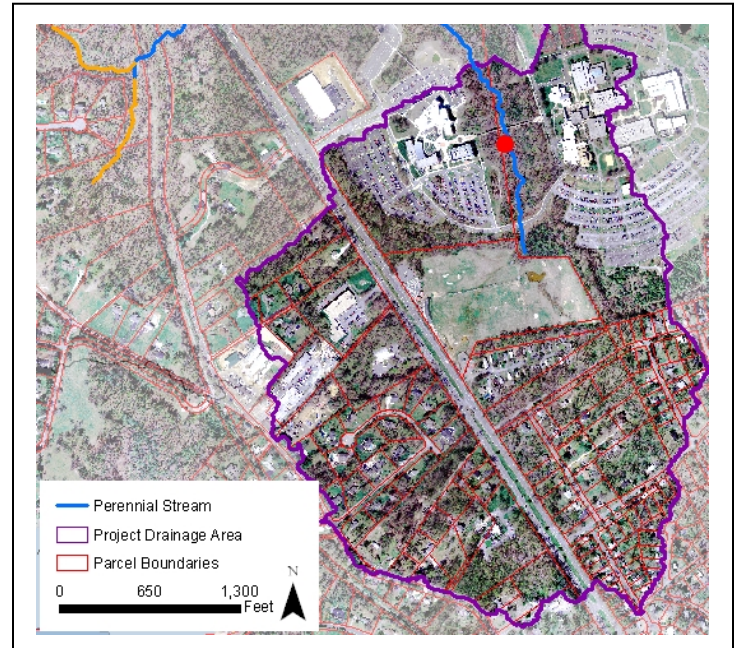 Perennial Stream
Project Drainage Area
Parcel Boundaries
N
0 650 1,300
Feet